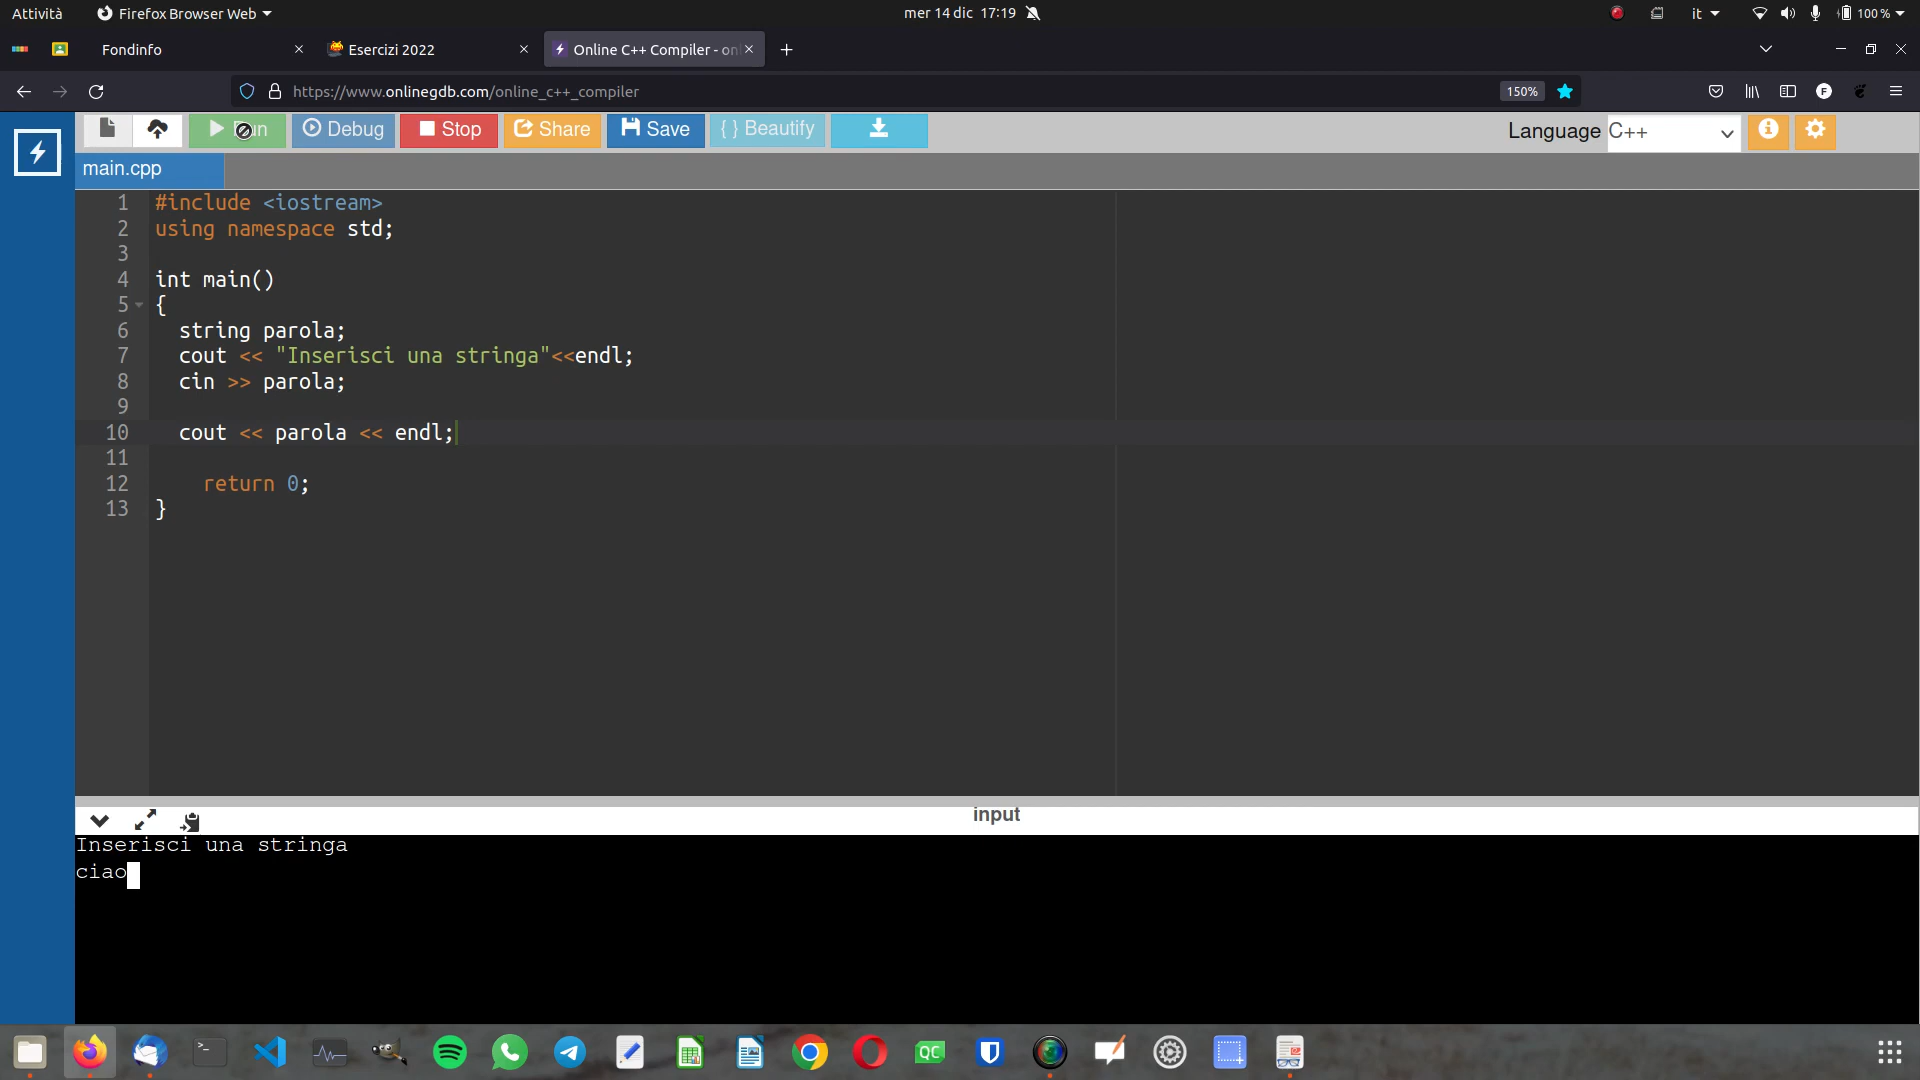 Attività Firefox Browser Web mer 14 dic 17:19 it 100 %
Fondinfo Esercizi 2022 Online C++ Compiler - onl
https://www.onlinegdb.com/online_c++_compiler 150% F
Run Debug Stop Share Save { } Beautify Language C++
main.cpp
1 #include <iostream>
2 using namespace std;
3
4 int main()
5 {
6 string parola;
7 cout << "Inserisci una stringa"<<endl;
8 cin >> parola;
9
10 cout << parola << endl;
11
12 return 0;
13 }
input
Inserisci una stringa
ciao
QC